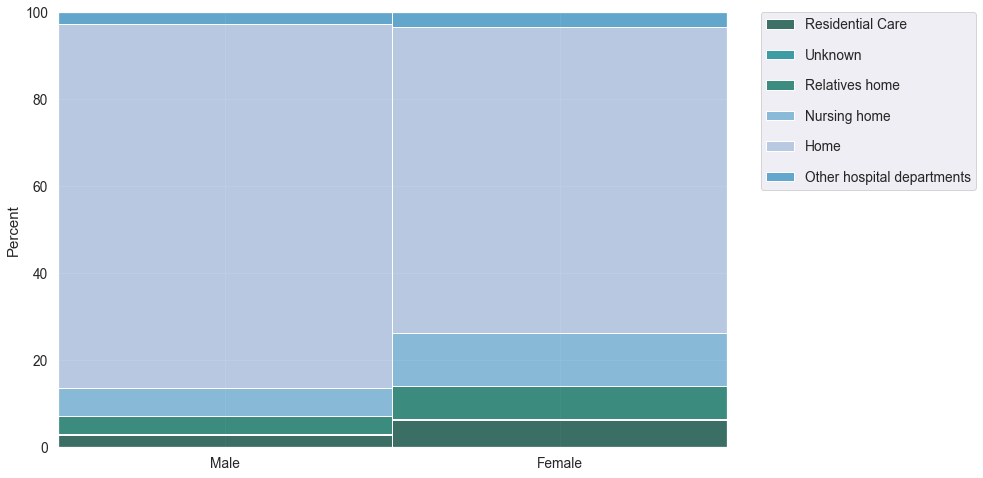 100
80
60
40
20
0
Percent
Male
Female
Residential Care
Unknown
Relatives home
Nursing home
Home
Other hospital departments